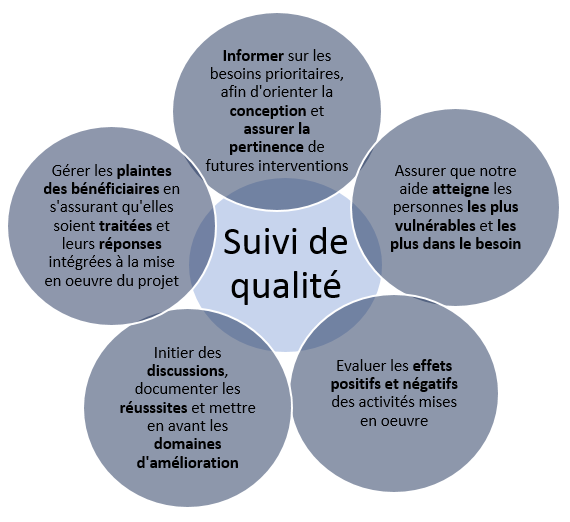 Informer sur les
besoins prioritaires,
afin d'orienter la
conception et
assurer la
pertinence de
futures interventions
Assurer que notre
aide atteigne les
personnes les plus
vulnérables et les
plus dans le besoin
Gérer les plaintes
des bénéficiaires en
s'assurant qu'elles
soient traitées et
leurs réponses
intégrées à la mise
en oeuvre du projet
Suivi de
qualité
Evaluer les effets
positifs et négatifs
des activités mises
en oeuvre
Initier des
discussions,
documenter les
réusssites et mettre
en avant les
domaines
d'amélioration